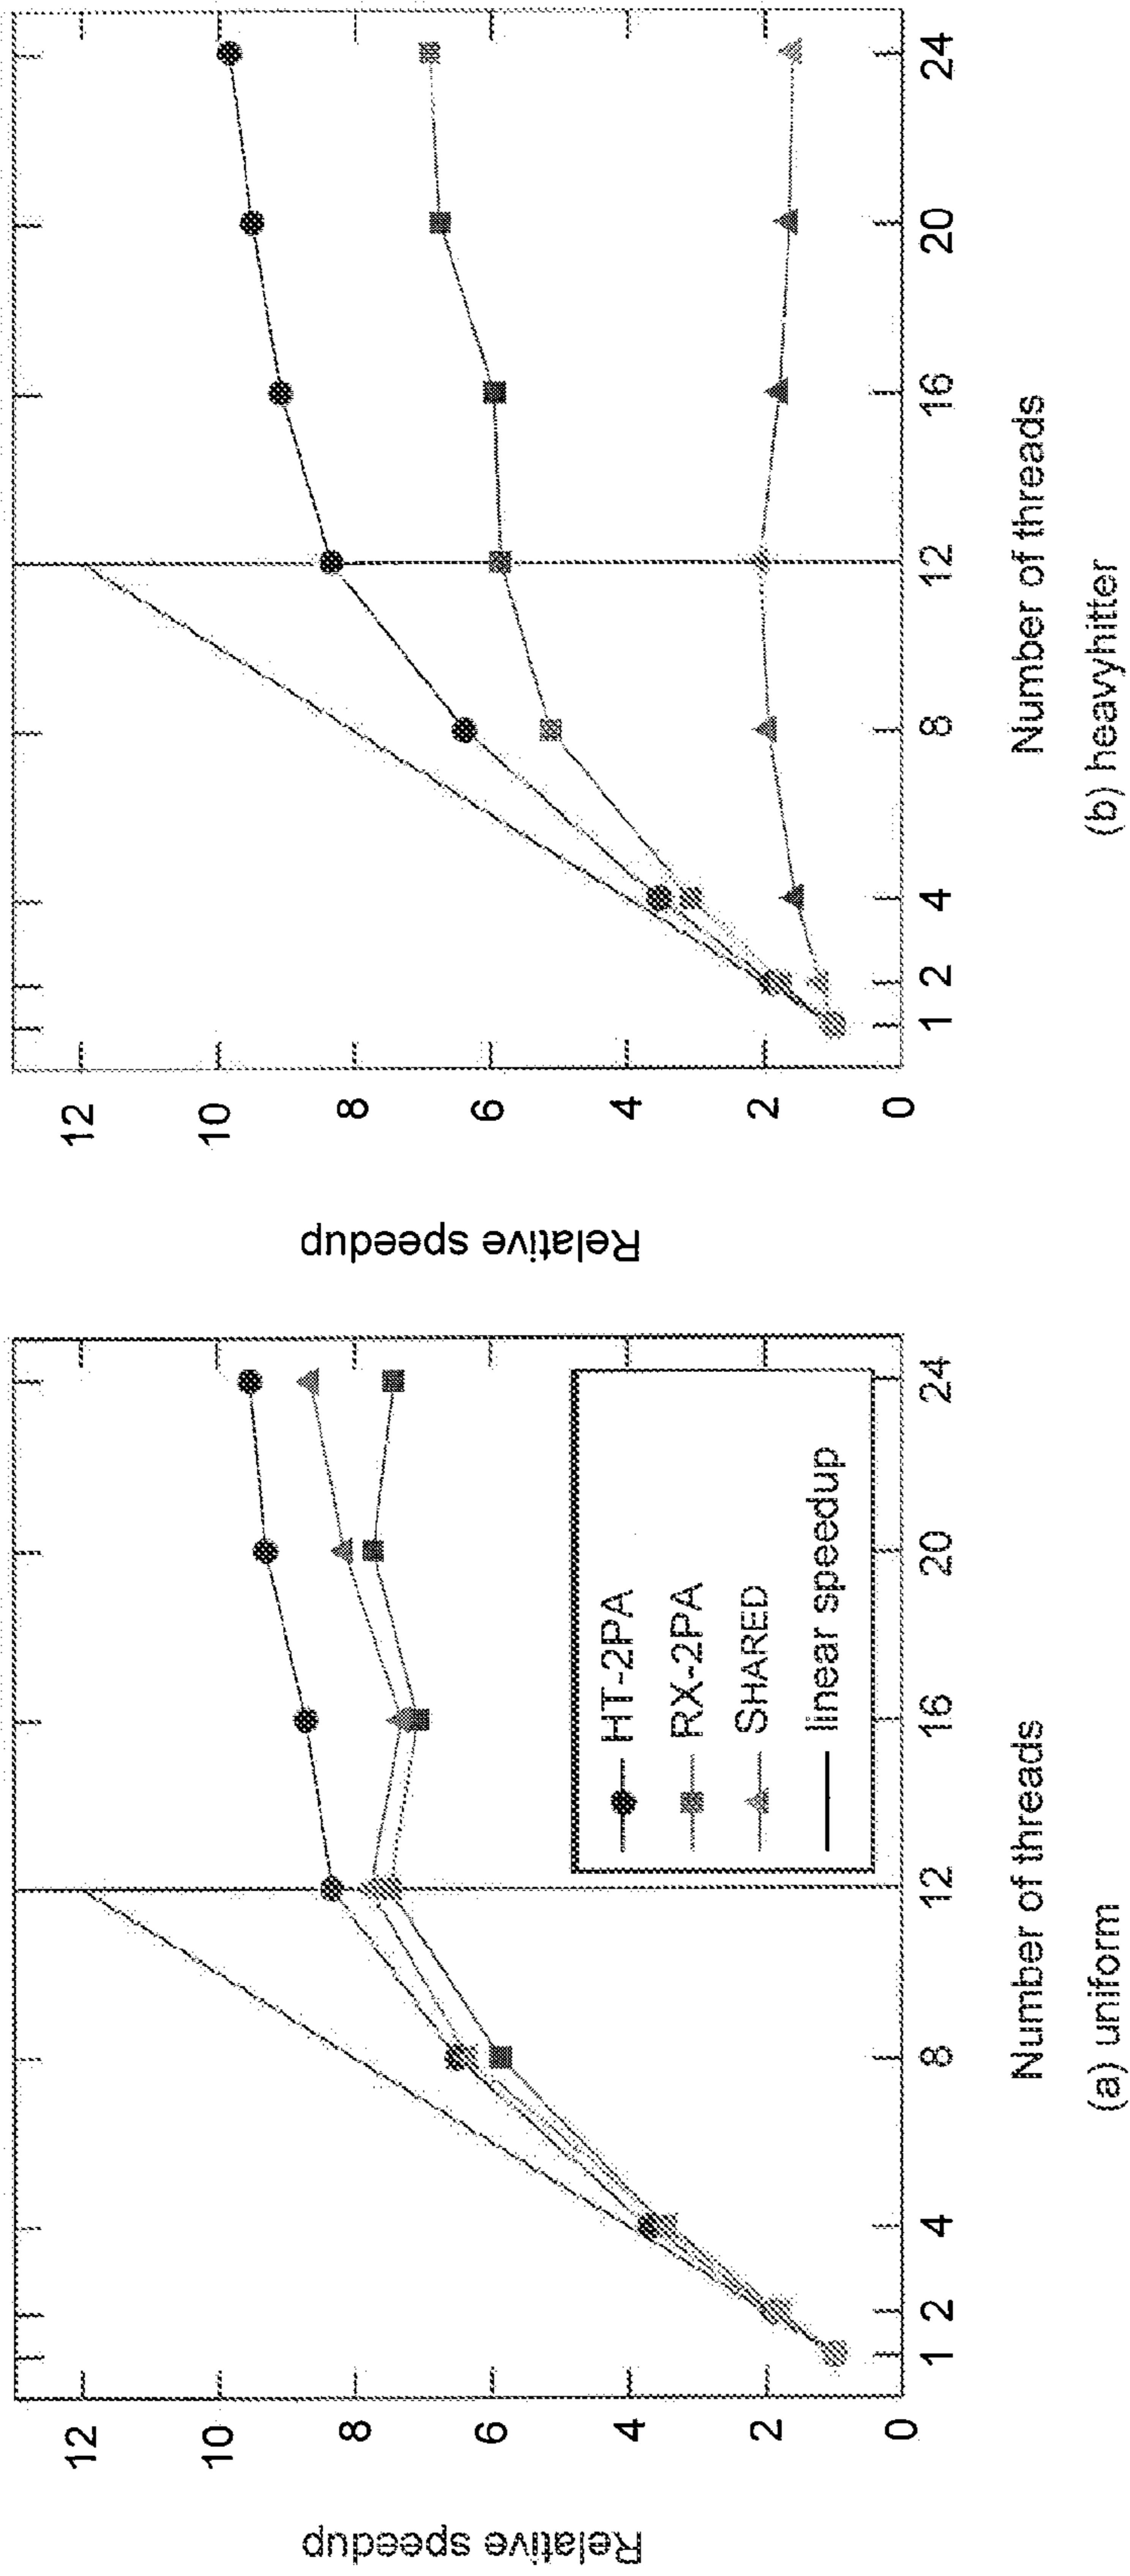 Relative speedup
12
10
8
6
4
2
0
1 2 4 8 12 16 20 24
Number of threads
(a) uniform
HT-2PA
RX-2PA
SHARED
linear speedup
Relative speedup
12
10
8
6
4
2
0
1 2 4 8 12 16 20 24
Number of threads
(b) heavyhitter